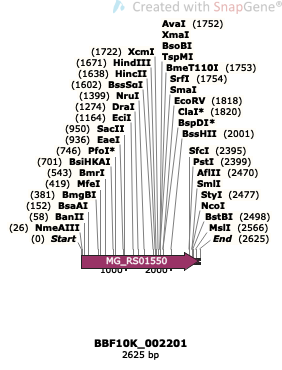 Created with SnapGene®
AvaI (1752)
XmaI
BsoBI
TspMI
(1722) XcmI
BmeT110I (1753)
(1671) HindIII
SrfI (1754)
(1638) HincII
SmaI
(1602) BssSαI
EcoRV (1818)
(1399) NruI
ClaI* (1820)
(1274) DraI
BspDI*
(1164) EciI
BssHII (2001)
(950) SacII
(936) EaeI
SfcI (2395)
(746) PfoI*
PstI (2399)
(701) BsiHKAI
AflII (2470)
(543) BmrI
SmlI
(419) MfeI
StyI (2477)
(381) BmgBI
NcoI
(152) BsaAI
BstBI (2498)
(58) BanII
MslI (2566)
(26) NmeAIII
End (2625)
(0) Start
MG_RS01550
1000
2000
BBF10K_002201
2625 bp